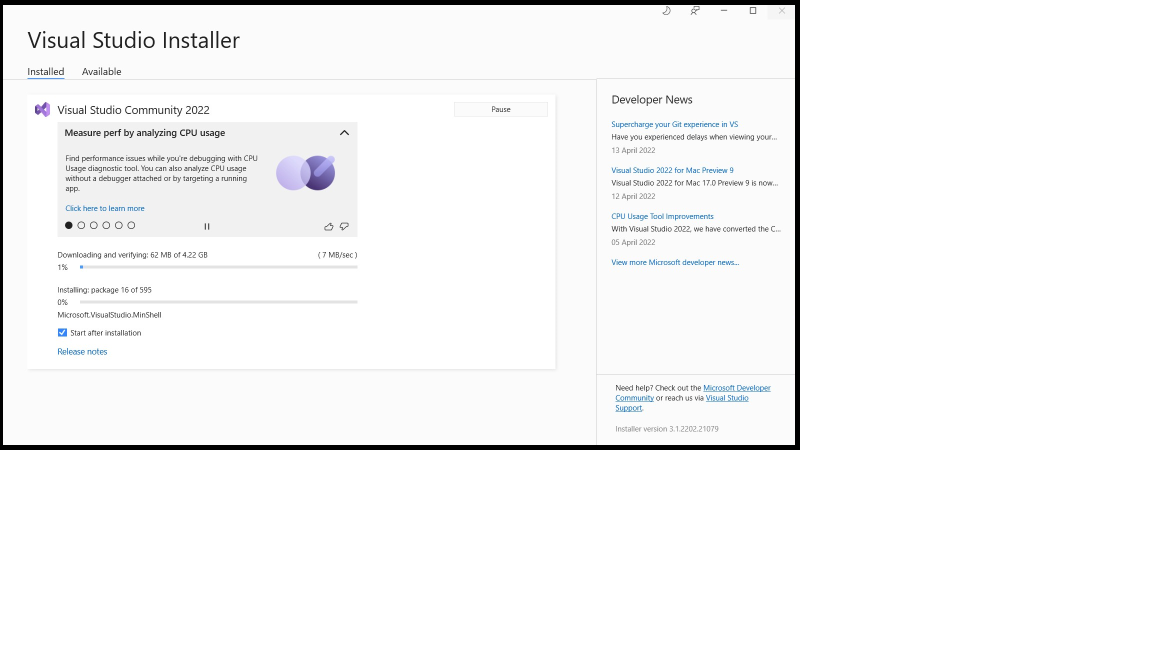 Visual Studio Installer
Installed
Available
Visual Studio Community 2022
Pause
Measure perf by analyzing CPU usage
Find performance issues while you're debugging with CPU
Usage diagnostic tool. You can also analyze CPU usage
without a debugger attached or by targeting a running
app.
Click here to learn more
Downloading and verifying: 62 MB of 4.22 GB
( 7 MB/sec )
1%
Installing: package 16 of 595
0%
Microsoft.VisualStudio.MinShell
Start after installation
Release notes
Developer News
Supercharge your Git experience in VS
Have you experienced delays when viewing your...
13 April 2022
Visual Studio 2022 for Mac Preview 9
Visual Studio 2022 for Mac 17.0 Preview 9 is now...
12 April 2022
CPU Usage Tool Improvements
With Visual Studio 2022, we have converted the C...
05 April 2022
View more Microsoft developer news...
Need help? Check out the Microsoft Developer
Community or reach us via Visual Studio
Support.
Installer version 3.1.2202.21079